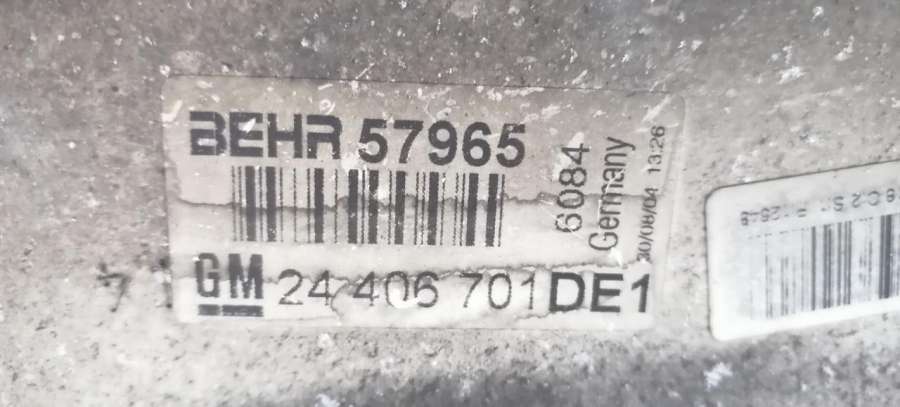 BEHR 57965
GM 24 406 701 DE1
6084
Germany
30/08/04 13:26